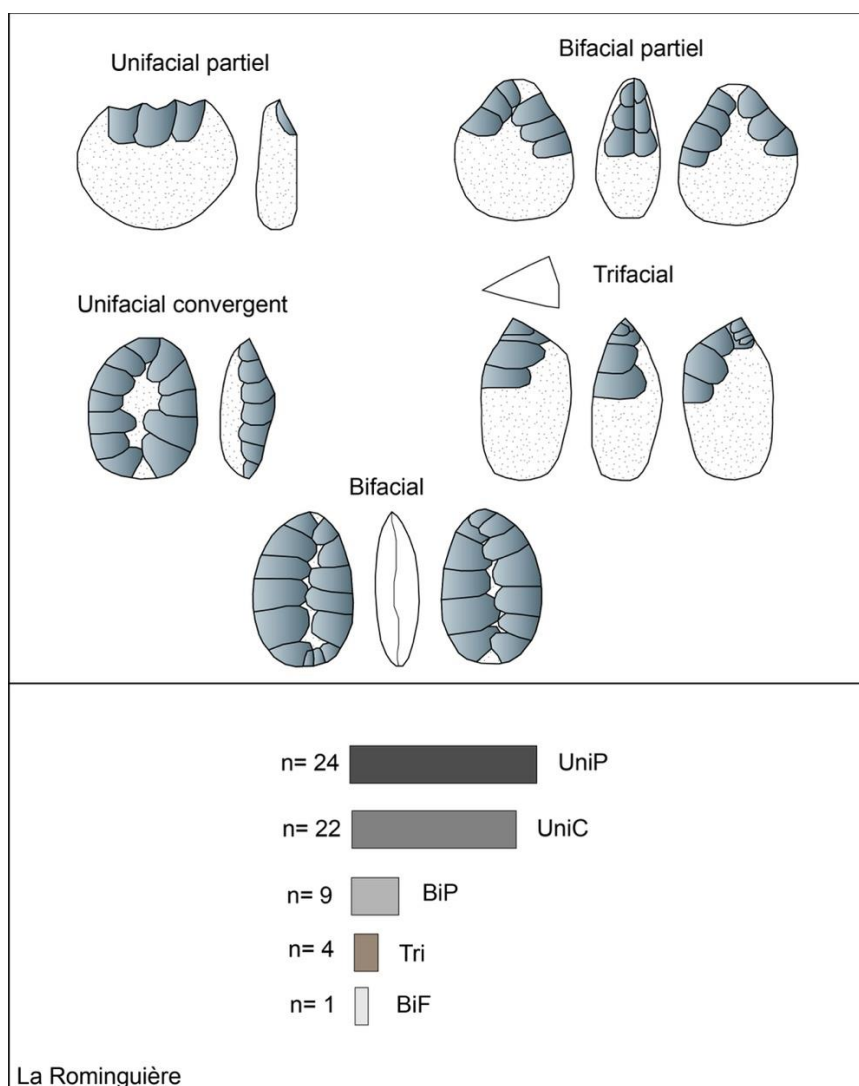 Unifacial partiel
Bifacial partiel
Unifacial convergent
Trifacial
Bifacial
n= 24 UniP
n= 22 UniC
n= 9 BiP
n= 4 Tri
n= 1 BiF
La Rominguière